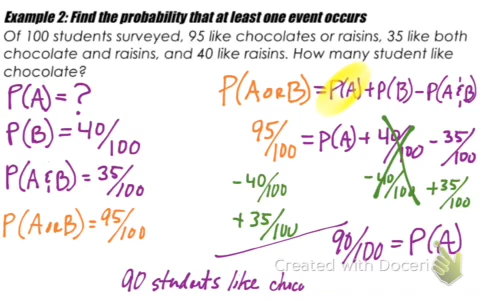 Example 2: Find the probability that at least one event occurs
Of 100 students surveyed, 95 like chocolates or raisins, 35 like both
chocolate and raisins, and 40 like raisins. How many student like
chocolate?
P(A) = ?
P(B) = 40/100
P(A & B) = 35/100
P(A or B) = 95/100
P(A or B) = P(A) + P(B) - P(A & B)
95/100 = P(A) + 40/100 - 35/100
- 40/100 - 40/100 + 35/100
+ 35/100
90/100 = P(A)
90 students like choco
Created with Doceri